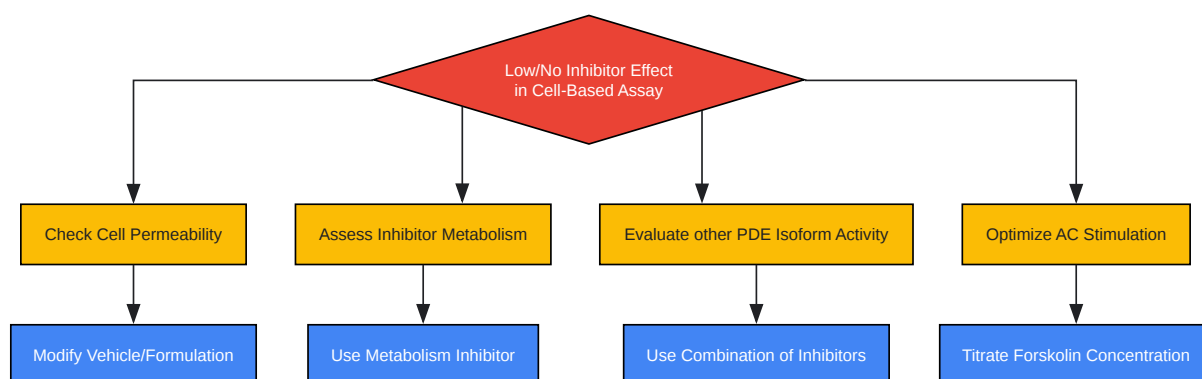 Low/No Inhibitor Effect
in Cell-Based Assay
Check Cell Permeability
Assess Inhibitor Metabolism
Evaluate other PDE Isoform Activity
Optimize AC Stimulation
Modify Vehicle/Formulation
Use Metabolism Inhibitor
Use Combination of Inhibitors
Titrate Forskolin Concentration